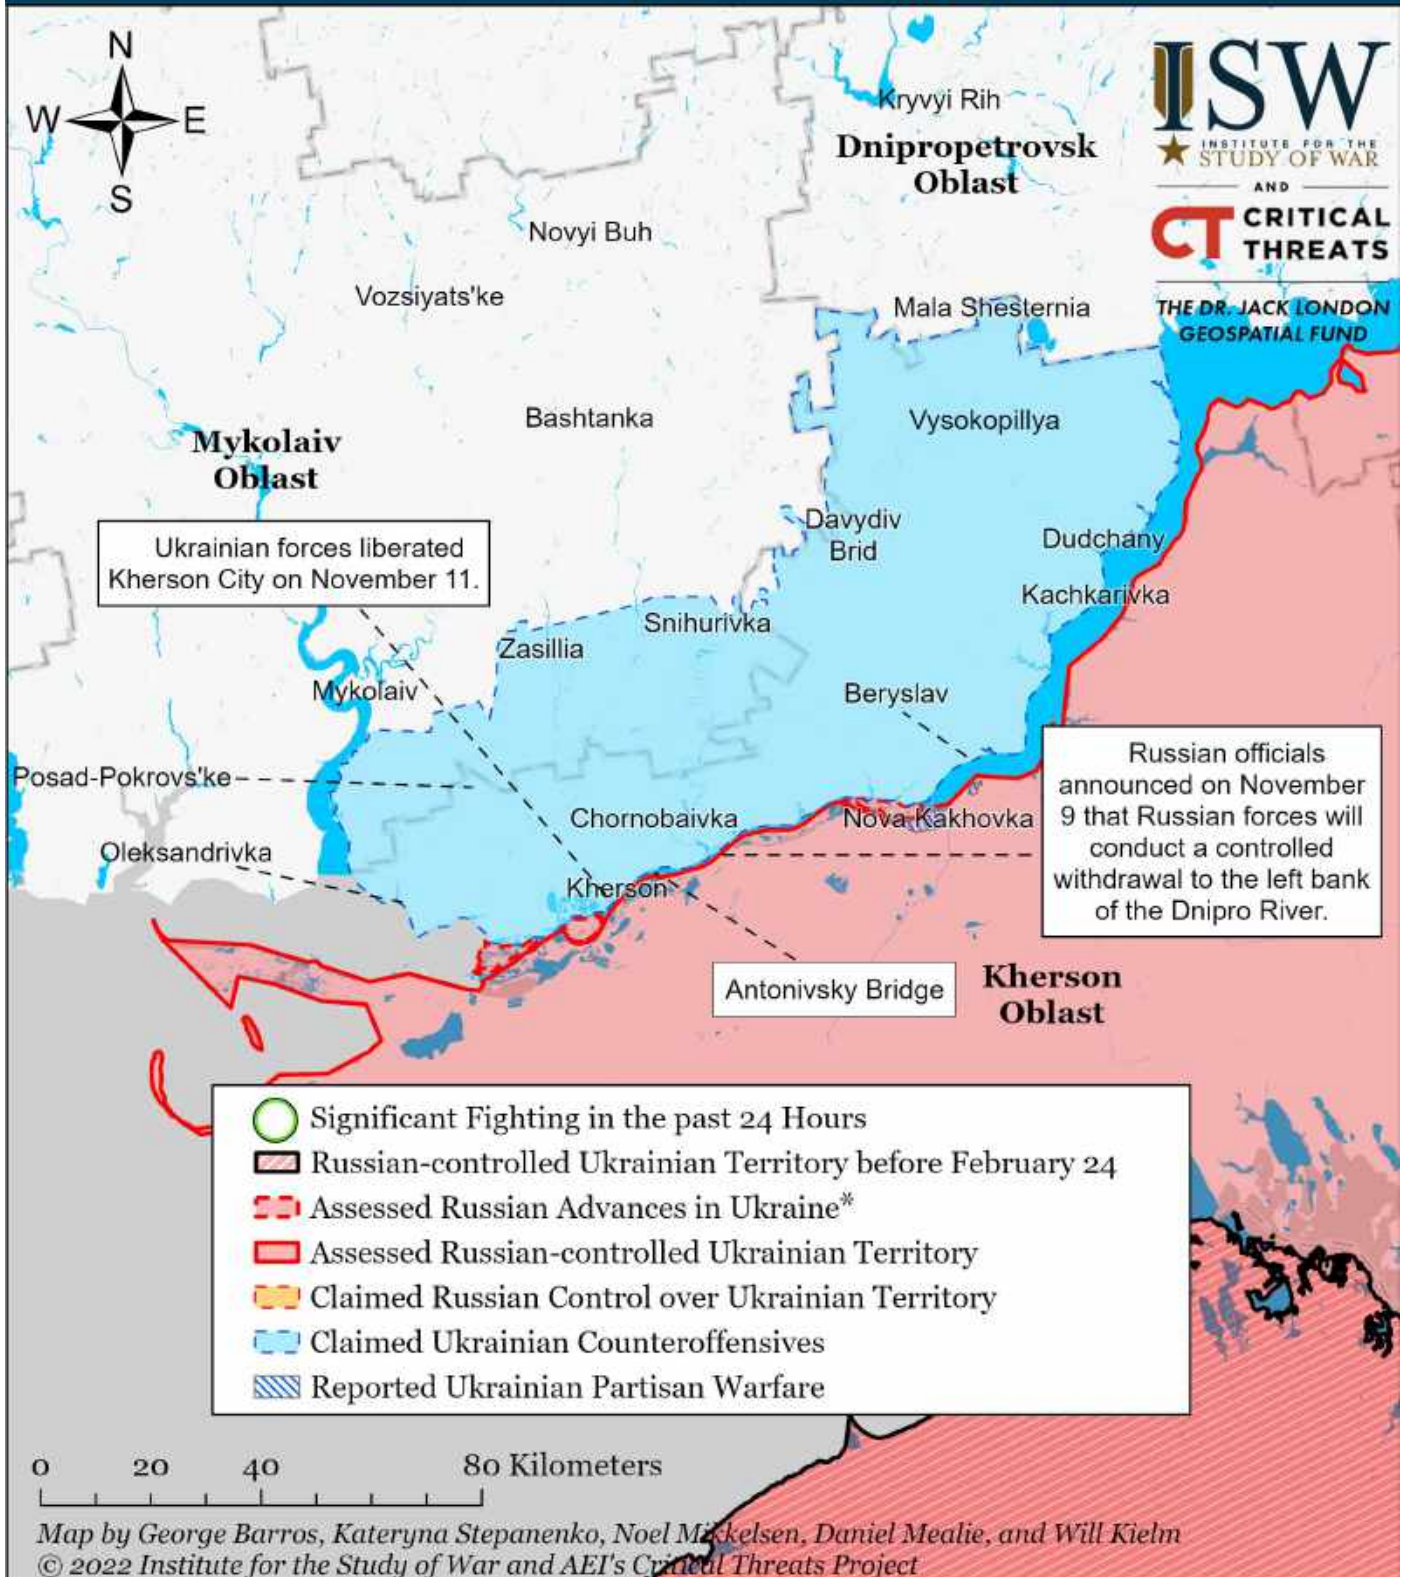 N
W E
S
Kryvyi Rih
Dnipropetrovsk
Oblast
ISW
INSTITUTE FOR THE
STUDY OF WAR
AND
CT CRITICAL
THREATS
THE DR. JACK LONDON
GEOSPATIAL FUND
Novyi Buh
Vozsiyats'ke
Mala Shesternia
Bashtanka
Vysokopillya
Mykolaiv
Oblast
Davydiv
Brid
Dudchany
Ukrainian forces liberated
Kherson City on November 11.
Kachkarivka
Snihurivka
Zasillia
Mykolaiv
Beryslav
Posad-Pokrovs'ke
Russian officials
announced on November
9 that Russian forces will
conduct a controlled
withdrawal to the left bank
of the Dnipro River.
Chornobaivka
Nova Kakhovka
Oleksandrivka
Kherson
Antonivsky Bridge
Kherson
Oblast
Significant Fighting in the past 24 Hours
Russian-controlled Ukrainian Territory before February 24
Assessed Russian Advances in Ukraine*
Assessed Russian-controlled Ukrainian Territory
Claimed Russian Control over Ukrainian Territory
Claimed Ukrainian Counteroffensives
Reported Ukrainian Partisan Warfare
0 20 40 80 Kilometers
Map by George Barros, Kateryna Stepanenko, Noel Mikkelsen, Daniel Mealie, and Will Kielm
© 2022 Institute for the Study of War and AEI's Critical Threats Project